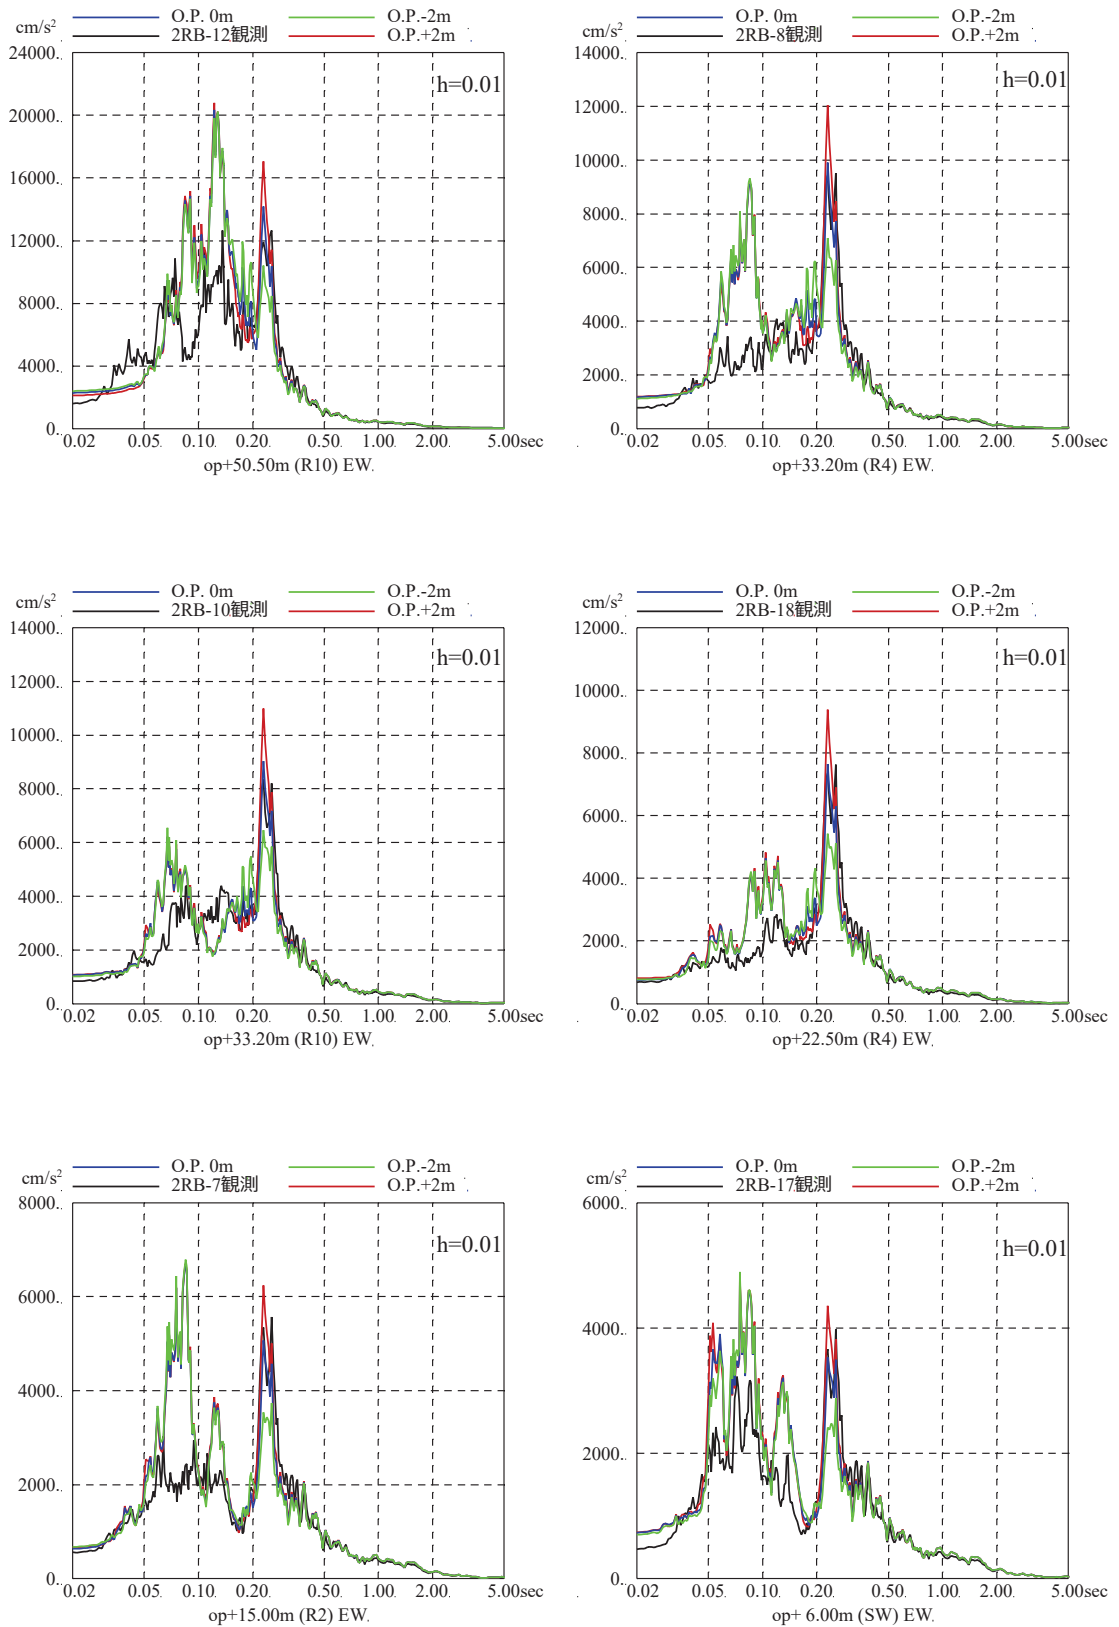 cm/s²
O.P. 0m
O.P.-2m
2RB-12観測
O.P.+2m
24000.
20000.
16000.
12000.
8000.
4000.
0.
h=0.01
0.02 0.05 0.10 0.20 0.50 1.00 2.00 5.00sec
op+50.50m (R10) EW.
cm/s²
O.P. 0m
O.P.-2m
2RB-8観測
O.P.+2m
14000.
12000.
10000.
8000.
6000.
4000.
2000.
0.
h=0.01
0.02 0.05 0.10 0.20 0.50 1.00 2.00 5.00sec
op+33.20m (R4) EW.
cm/s²
O.P. 0m
O.P.-2m
2RB-10観測
O.P.+2m
14000.
12000.
10000.
8000.
6000.
4000.
2000.
0.
h=0.01
0.02 0.05 0.10 0.20 0.50 1.00 2.00 5.00sec
op+33.20m (R10) EW.
cm/s²
O.P. 0m
O.P.-2m
2RB-18観測
O.P.+2m
12000.
10000.
8000.
6000.
4000.
2000.
0.
h=0.01
0.02 0.05 0.10 0.20 0.50 1.00 2.00 5.00sec
op+22.50m (R4) EW.
cm/s²
O.P. 0m
O.P.-2m
2RB-7観測
O.P.+2m
8000.
6000.
4000.
2000.
0.
h=0.01
0.02 0.05 0.10 0.20 0.50 1.00 2.00 5.00sec
op+15.00m (R2) EW.
cm/s²
O.P. 0m
O.P.-2m
2RB-17観測
O.P.+2m
6000.
4000.
2000.
0.
h=0.01
0.02 0.05 0.10 0.20 0.50 1.00 2.00 5.00sec
op+ 6.00m (SW) EW.